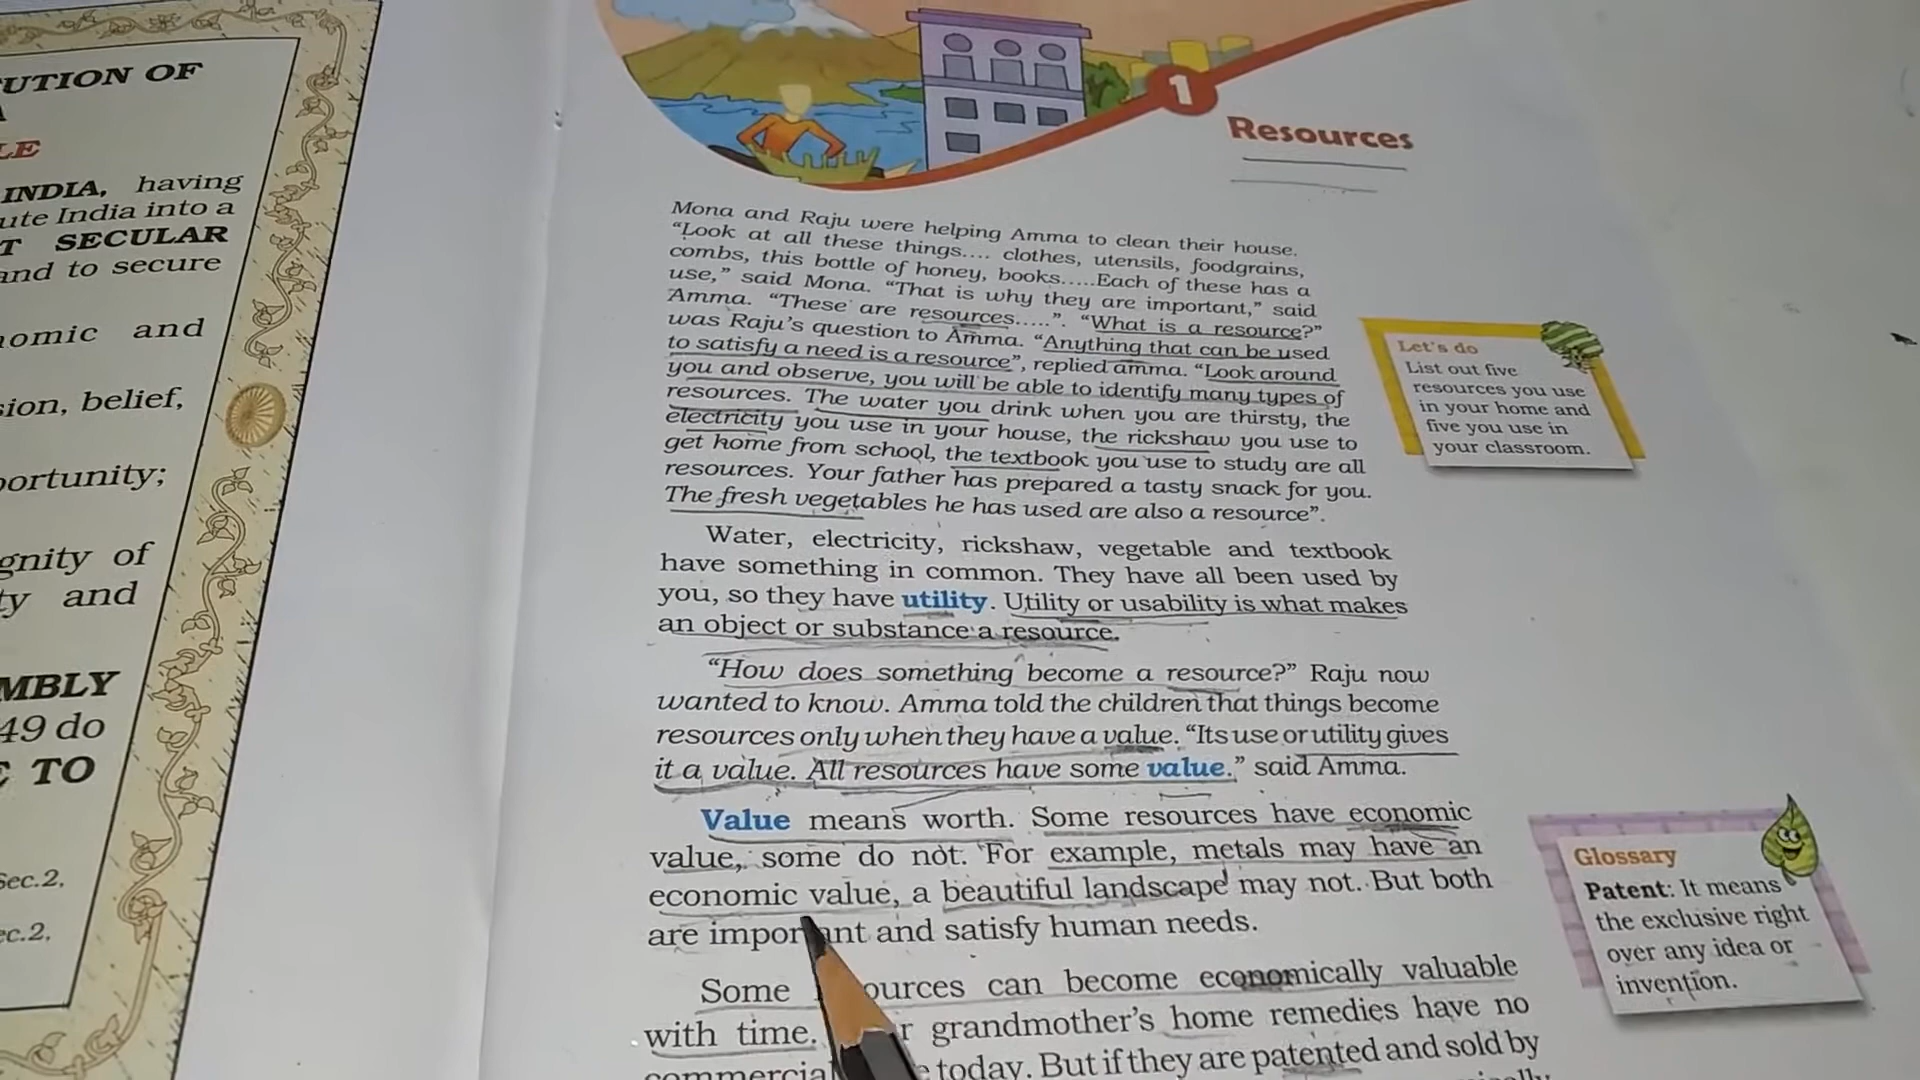 UTION OF
A
LE
INDIA, having
ute India into a
T SECULAR
and to secure
nomic and
sion, belief,
portunity;
gnity of
ty and
MBLY
49 do
E TO
Sec.2,
ec.2,
1
Resources
Mona and Raju were helping Amma to clean their house.
“Look at all these things.... clothes, utensils, foodgrains,
combs, this bottle of honey, books.....Each of these has a
use,” said Mona. “That is why they are important,” said
Amma. “These are resources.....”. “What is a resource?”
was Raju’s question to Amma. “Anything that can be used
to satisfy a need is a resource”, replied amma. “Look around
you and observe, you will be able to identify many types of
resources. The water you drink when you are thirsty, the
electricity you use in your house, the rickshaw you use to
get home from school, the textbook you use to study are all
resources. Your father has prepared a tasty snack for you.
The fresh vegetables he has used are also a resource”.
Water, electricity, rickshaw, vegetable and textbook
have something in common. They have all been used by
you, so they have utility. Utility or usability is what makes
an object or substance a resource.
“How does something become a resource?” Raju now
wanted to know. Amma told the children that things become
resources only when they have a value. “Its use or utility gives
it a value. All resources have some value.” said Amma.
Value means worth. Some resources have economic
value, some do not. For example, metals may have an
economic value, a beautiful landscape may not. But both
are important and satisfy human needs.
Some ources can become economically valuable
with time. r grandmother’s home remedies have no
commercial e today. But if they are patented and sold by
Let’s do
List out five
resources you use
in your home and
five you use in
your classroom.
Glossary
Patent: It means
the exclusive right
over any idea or
invention.